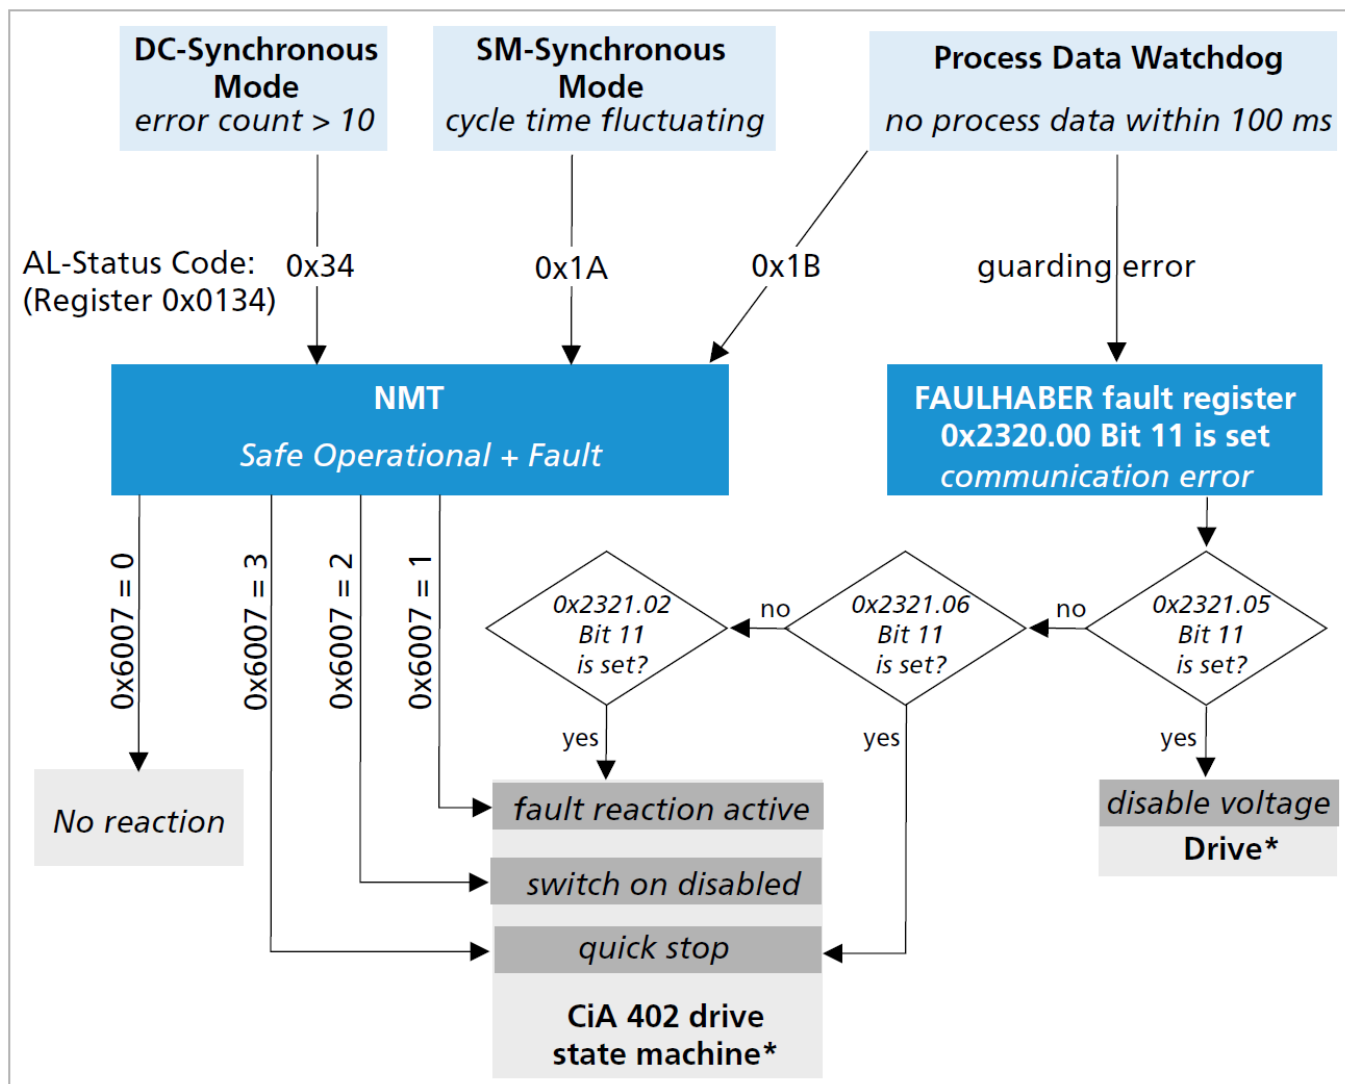 DC-Synchronous
Mode
error count > 10
SM-Synchronous
Mode
cycle time fluctuating
Process Data Watchdog
no process data within 100 ms
AL-Status Code:
(Register 0x0134)
0x34
0x1A
0x1B
guarding error
NMT
Safe Operational + Fault
FAULHABER fault register
0x2320.00 Bit 11 is set
communication error
0x6007 = 0
0x6007 = 3
0x6007 = 2
0x6007 = 1
0x2321.02
Bit 11
is set?
no
0x2321.06
Bit 11
is set?
no
0x2321.05
Bit 11
is set?
yes
yes
yes
No reaction
fault reaction active
switch on disabled
quick stop
CiA 402 drive
state machine*
disable voltage
Drive*